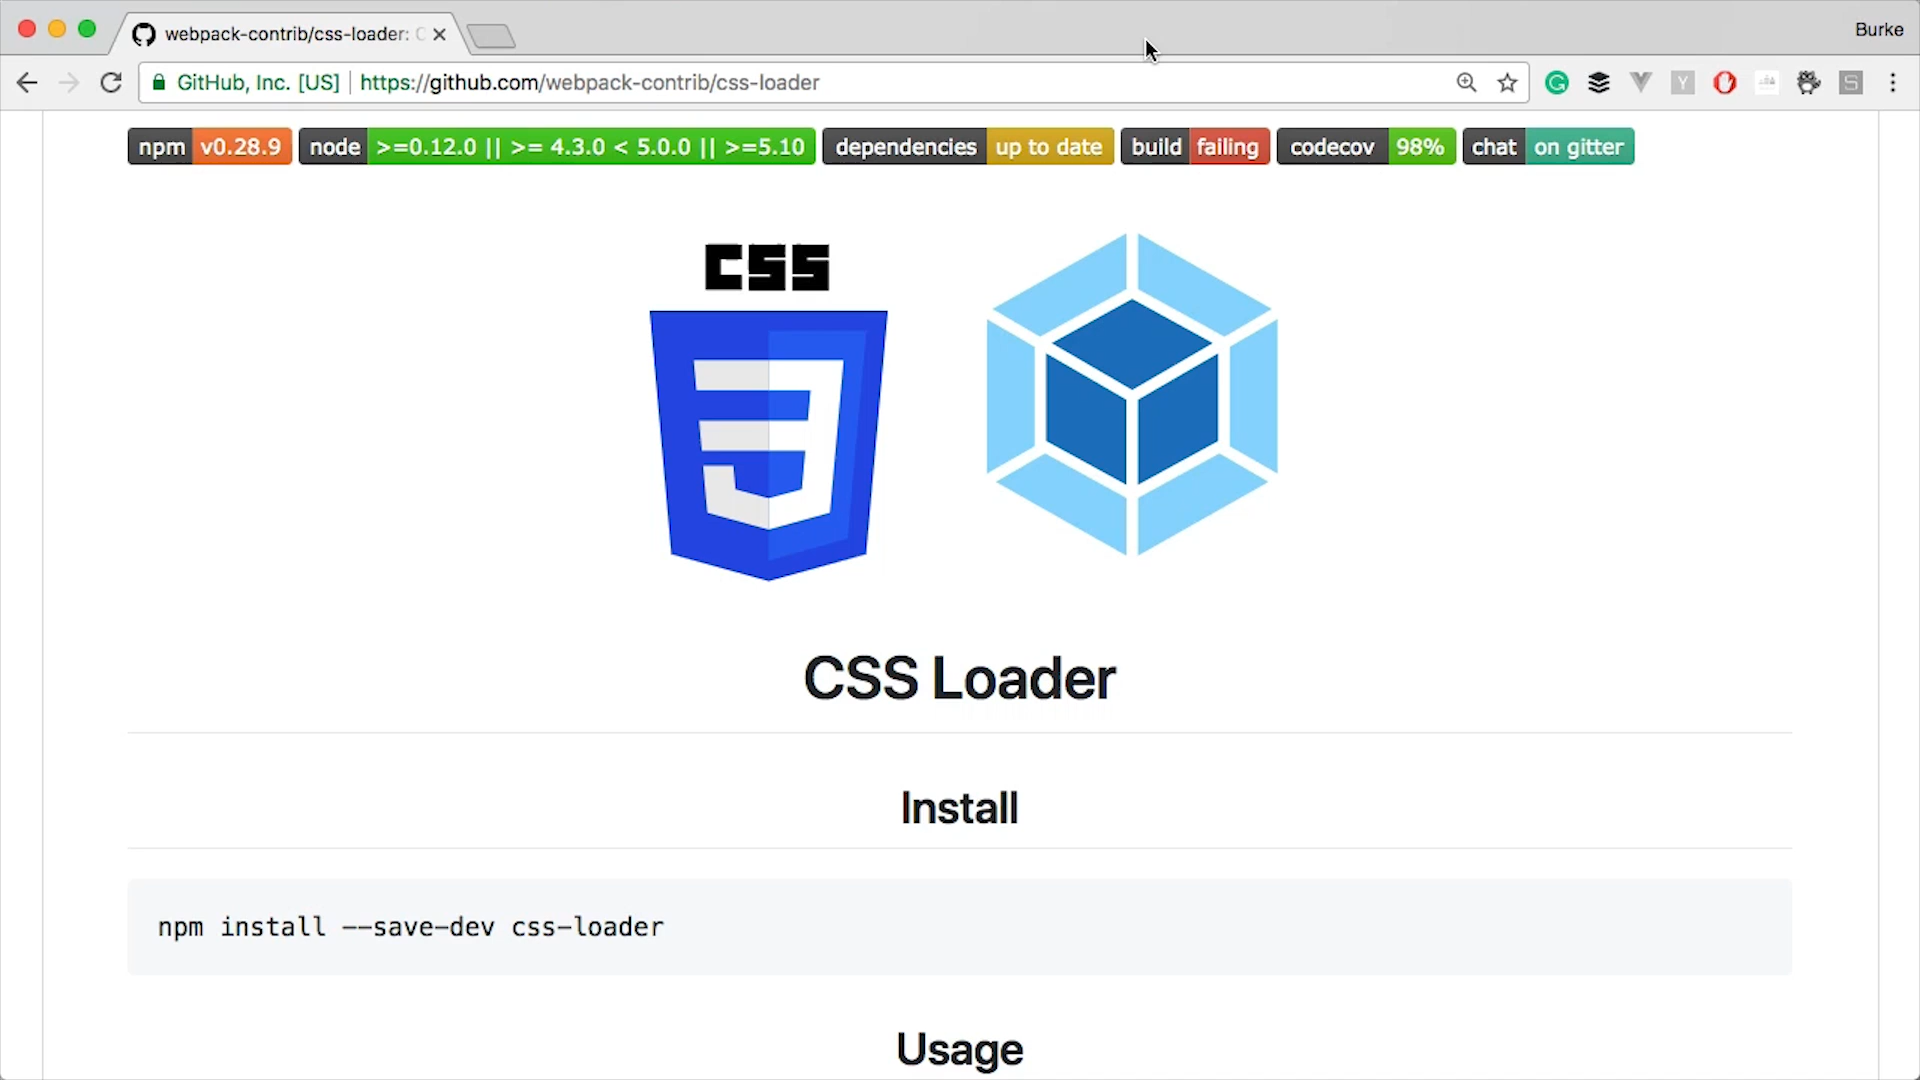 webpack-contrib/css-loader: C
Burke
GitHub, Inc. [US] https://github.com/webpack-contrib/css-loader
npm v0.28.9 node >=0.12.0 || >= 4.3.0 < 5.0.0 || >=5.10 dependencies up to date build failing codecov 98% chat on gitter
CSS
CSS Loader
Install
npm install --save-dev css-loader
Usage